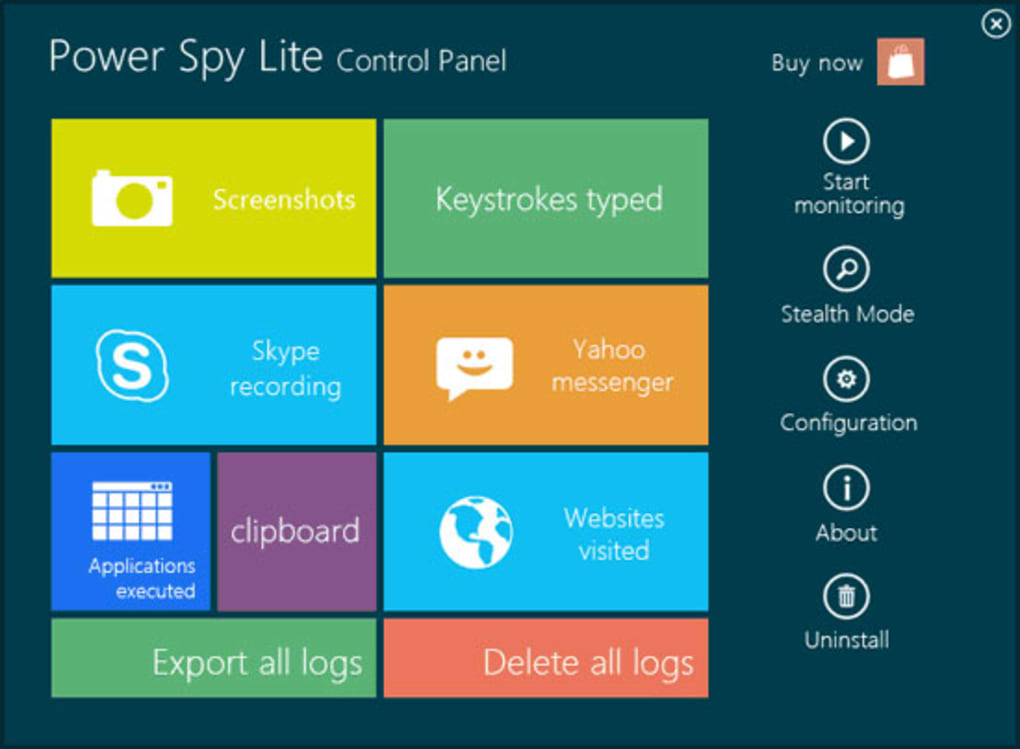 Power Spy Lite Control Panel
Buy now
Screenshots
Keystrokes typed
Skype
recording
Yahoo
messenger
Applications
executed
clipboard
Websites
visited
Export all logs
Delete all logs
Start
monitoring
Stealth Mode
Configuration
About
Uninstall